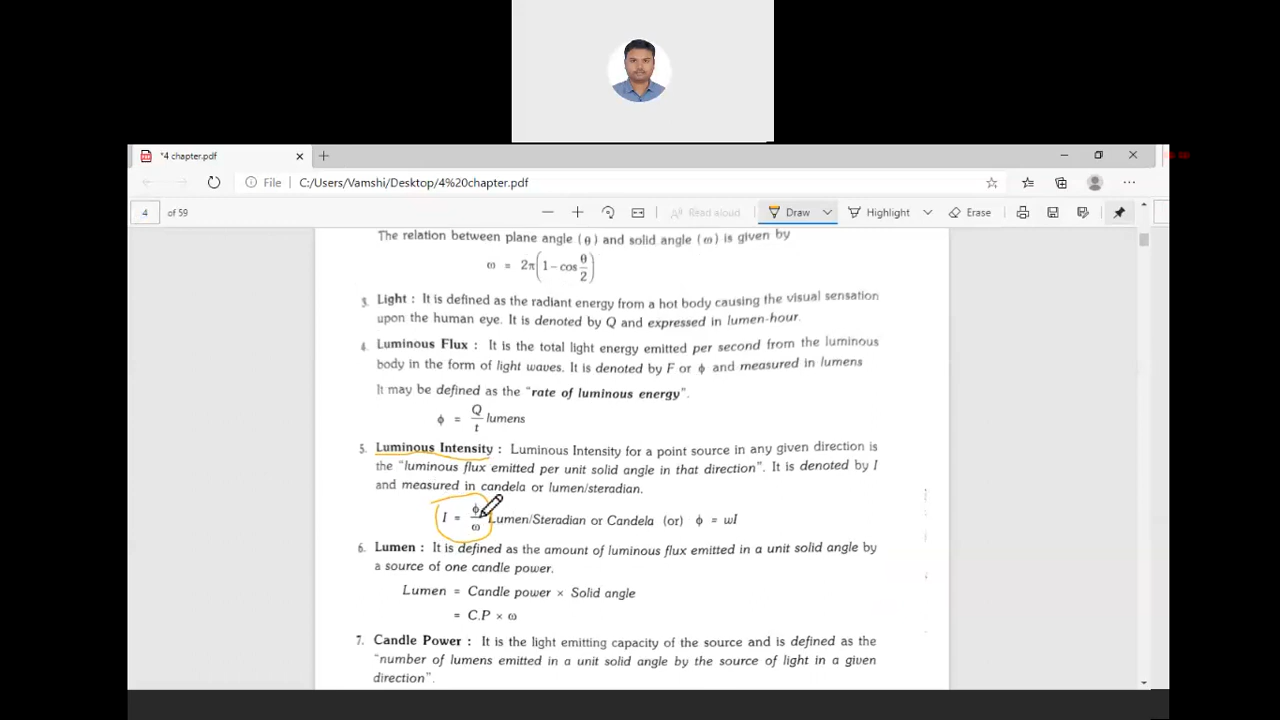 *4 chapter.pdf
File C:/Users/Vamshi/Desktop/4%20chapter.pdf
4 of 59 Read aloud Draw Highlight Erase
The relation between plane angle (θ) and solid angle (ω) is given by
ω = 2π(1-cos θ/2)
3. Light : It is defined as the radiant energy from a hot body causing the visual sensation
upon the human eye. It is denoted by Q and expressed in lumen-hour.
4. Luminous Flux : It is the total light energy emitted per second from the luminous
body in the form of light waves. It is denoted by F or ϕ and measured in lumens
It may be defined as the “rate of luminous energy”.
ϕ = Q/t lumens
5. Luminous Intensity : Luminous Intensity for a point source in any given direction is
the “luminous flux emitted per unit solid angle in that direction”. It is denoted by I
and measured in candela or lumen/steradian.
I = ϕ/ω Lumen/Steradian or Candela (or) ϕ = ωI
6. Lumen : It is defined as the amount of luminous flux emitted in a unit solid angle by
a source of one candle power.
Lumen = Candle power × Solid angle
= C.P × ω
7. Candle Power : It is the light emitting capacity of the source and is defined as the
“number of lumens emitted in a unit solid angle by the source of light in a given
direction”.